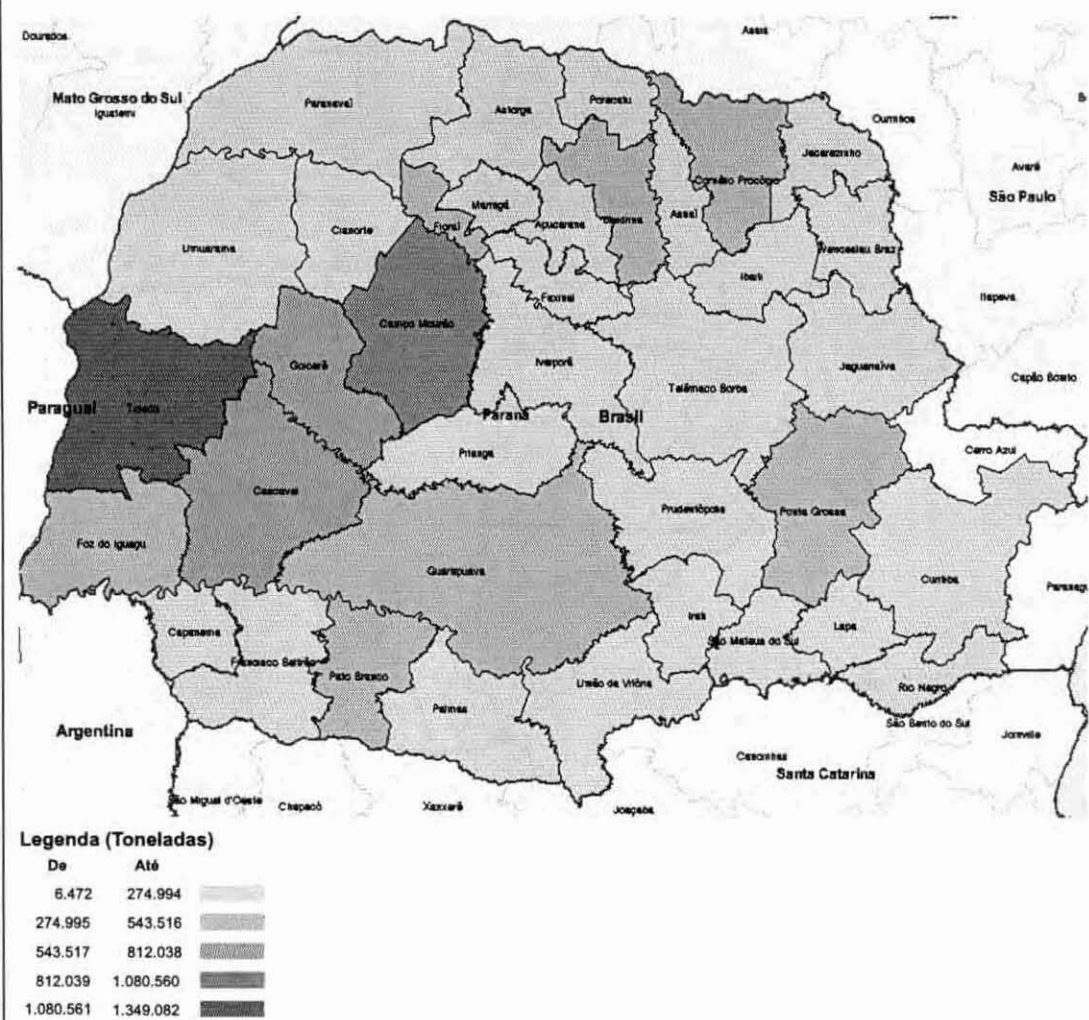 Dourados
Assis
Mato Grosso do Sul
Iguatemi
Paranavaí
Astorga
Porecatu
Ourinhos
Jacarezinho
Cornélio Procópio
Avaré
São Paulo
Maringá
Floraí
Apucarana
Londrina
Assaí
Cianorte
Umuarama
Wenceslau Braz
Ibaiti
Faxinal
Itapeva
Campo Mourão
Goioerê
Ivaiporã
Telêmaco Borba
Jaguariaíva
Capão Bonito
Paraguai
Toledo
Paraná
Brasil
Pitanga
Cerro Azul
Cascavel
Prudentópolis
Ponta Grossa
Foz do Iguaçu
Guarapuava
Curitiba
Capanema
Irati
Lapa
São Mateus do Sul
Francisco Beltrão
Pato Branco
União da Vitória
Rio Negro
Palmas
São Bento do Sul
Argentina
Joinville
Canoinhas
Santa Catarina
São Miguel d'Oeste
Chapecó
Xanxerê
Joaçaba
Legenda (Toneladas)
De Até
6.472 274.994
274.995 543.516
543.517 812.038
812.039 1.080.560
1.080.561 1.349.082